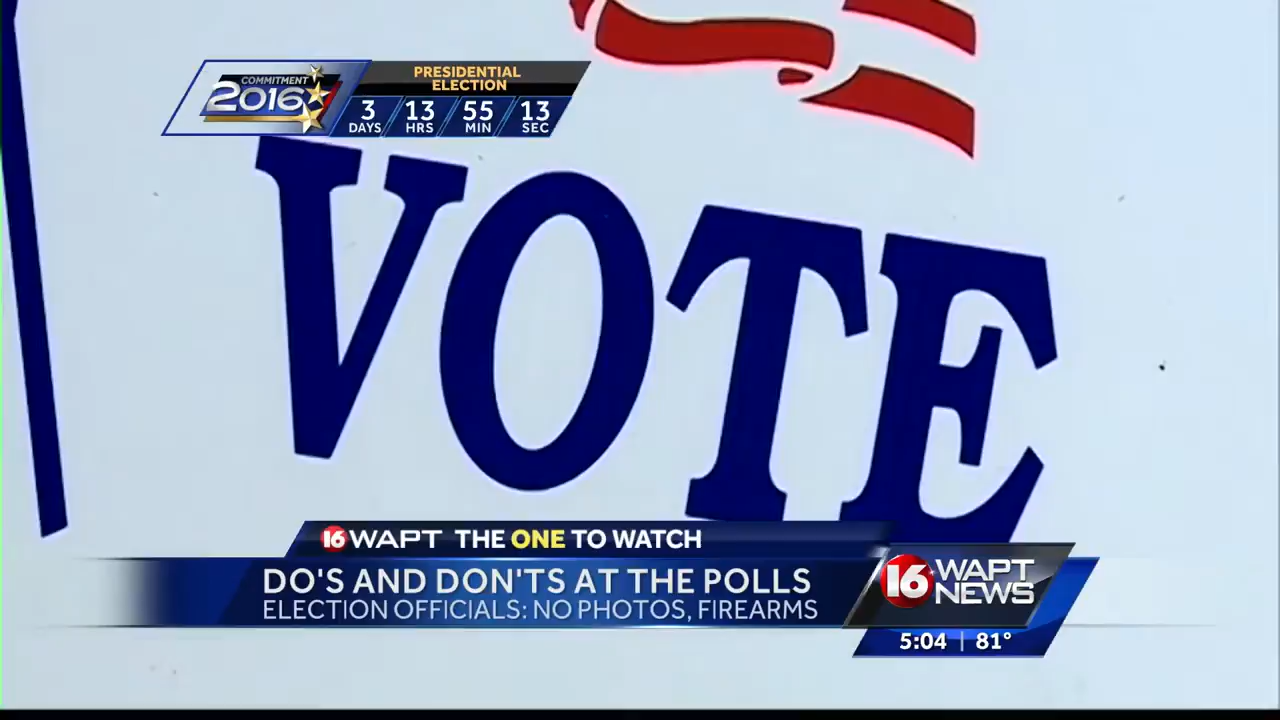 COMMITMENT
2016
PRESIDENTIAL
ELECTION
3 13 55 13
DAYS HRS MIN SEC
VOTE
16 WAPT THE ONE TO WATCH
DO'S AND DON'TS AT THE POLLS
ELECTION OFFICIALS: NO PHOTOS, FIREARMS
16 WAPT
NEWS
5:04 | 81°